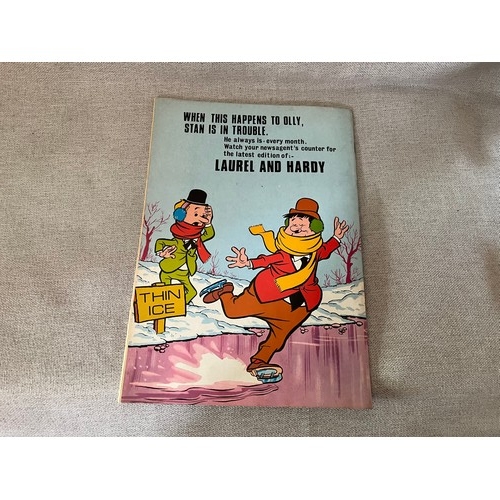 WHEN THIS HAPPENS TO OLLY,
STAN IS IN TROUBLE.
He always is - every month.
Watch your newsagent's counter for
the latest edition of:-
LAUREL AND HARDY
THIN
ICE